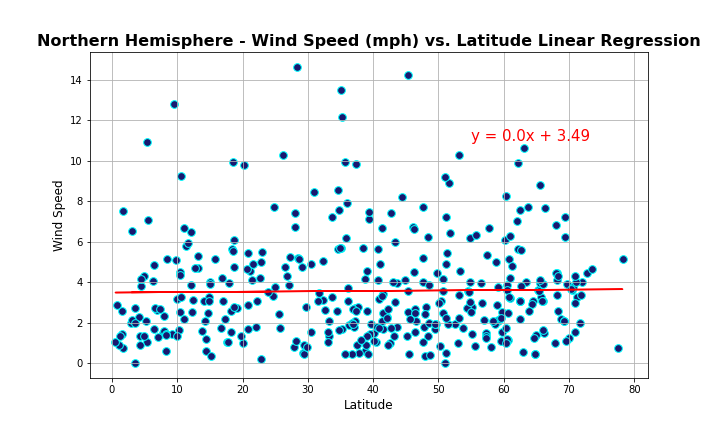 Northern Hemisphere - Wind Speed (mph) vs. Latitude Linear Regression
14
12
10
8
6
4
2
0
Wind Speed
y = 0.0x + 3.49
0 10 20 30 40 50 60 70 80
Latitude